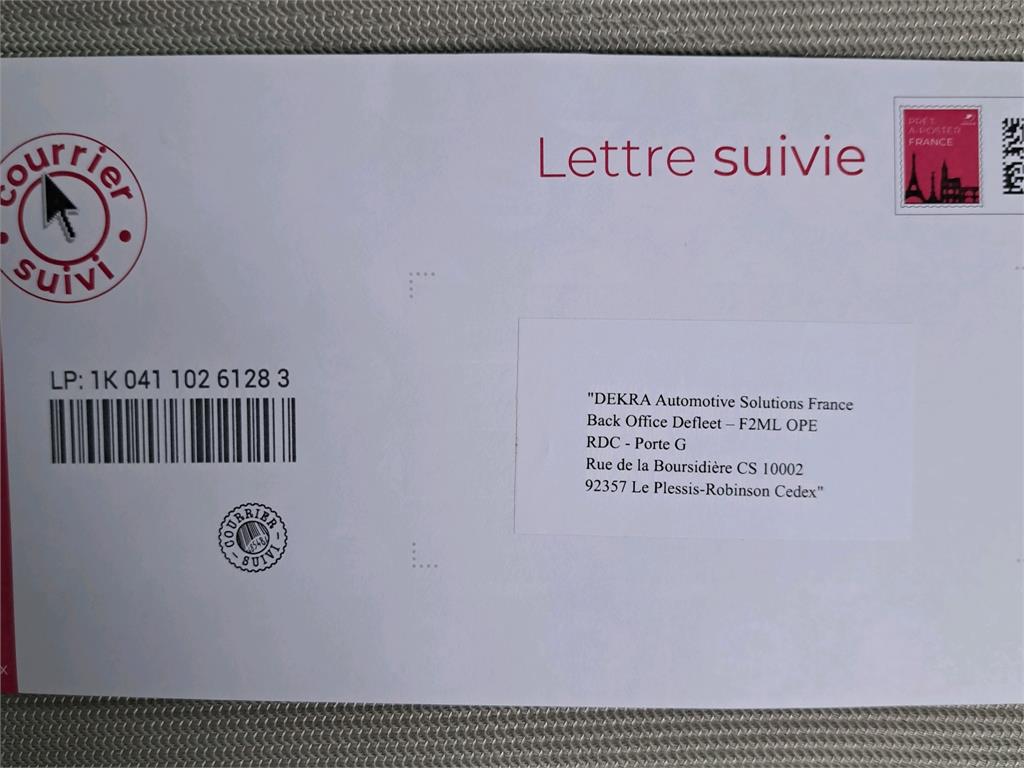 courrier
suivi
Lettre suivie
PRÊT-
À-POSTER
FRANCE
LP: 1K 041 102 6128 3
"DEKRA Automotive Solutions France
Back Office Defleet – F2ML OPE
RDC - Porte G
Rue de la Boursidière CS 10002
92357 Le Plessis-Robinson Cedex"
COURRIER
SUIVI
X